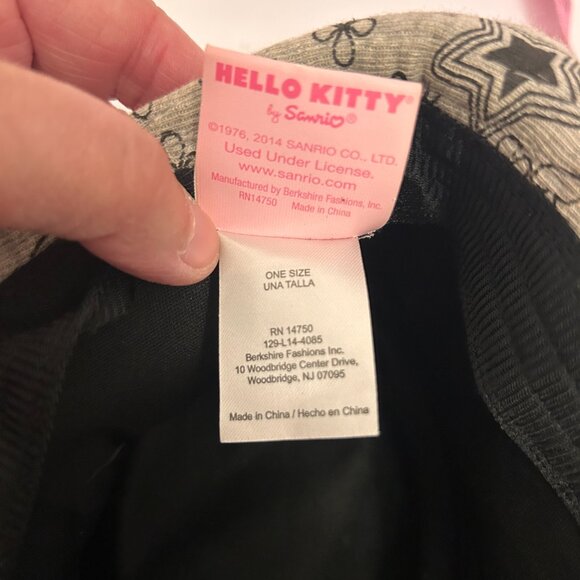 HELLO KITTY®
by Sanrio®
©1976, 2014 SANRIO CO., LTD.
Used Under License.
www.sanrio.com
Manufactured by Berkshire Fashions, Inc.
RN14750 Made in China
ONE SIZE
UNA TALLA
RN 14750
129-L14-4085
Berkshire Fashions Inc.
10 Woodbridge Center Drive,
Woodbridge, NJ 07095
Made in China / Hecho en China